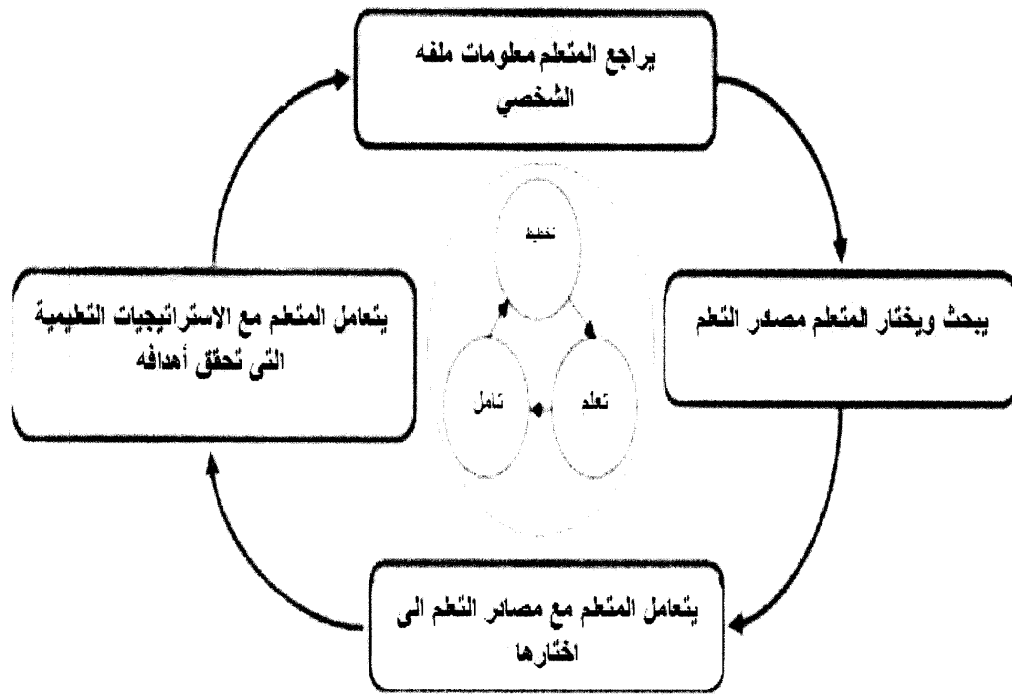 يراجع المتعلم معلومات ملفه
الشخصي
يبحث ويختار المتعلم مصادر التعلم
يتعامل المتعلم مع مصادر التعلم الى
اختارها
يتعامل المتعلم مع الاستراتيجيات التعليمية
التى تحقق أهدافه
تخطيط
تعلم
تأمل